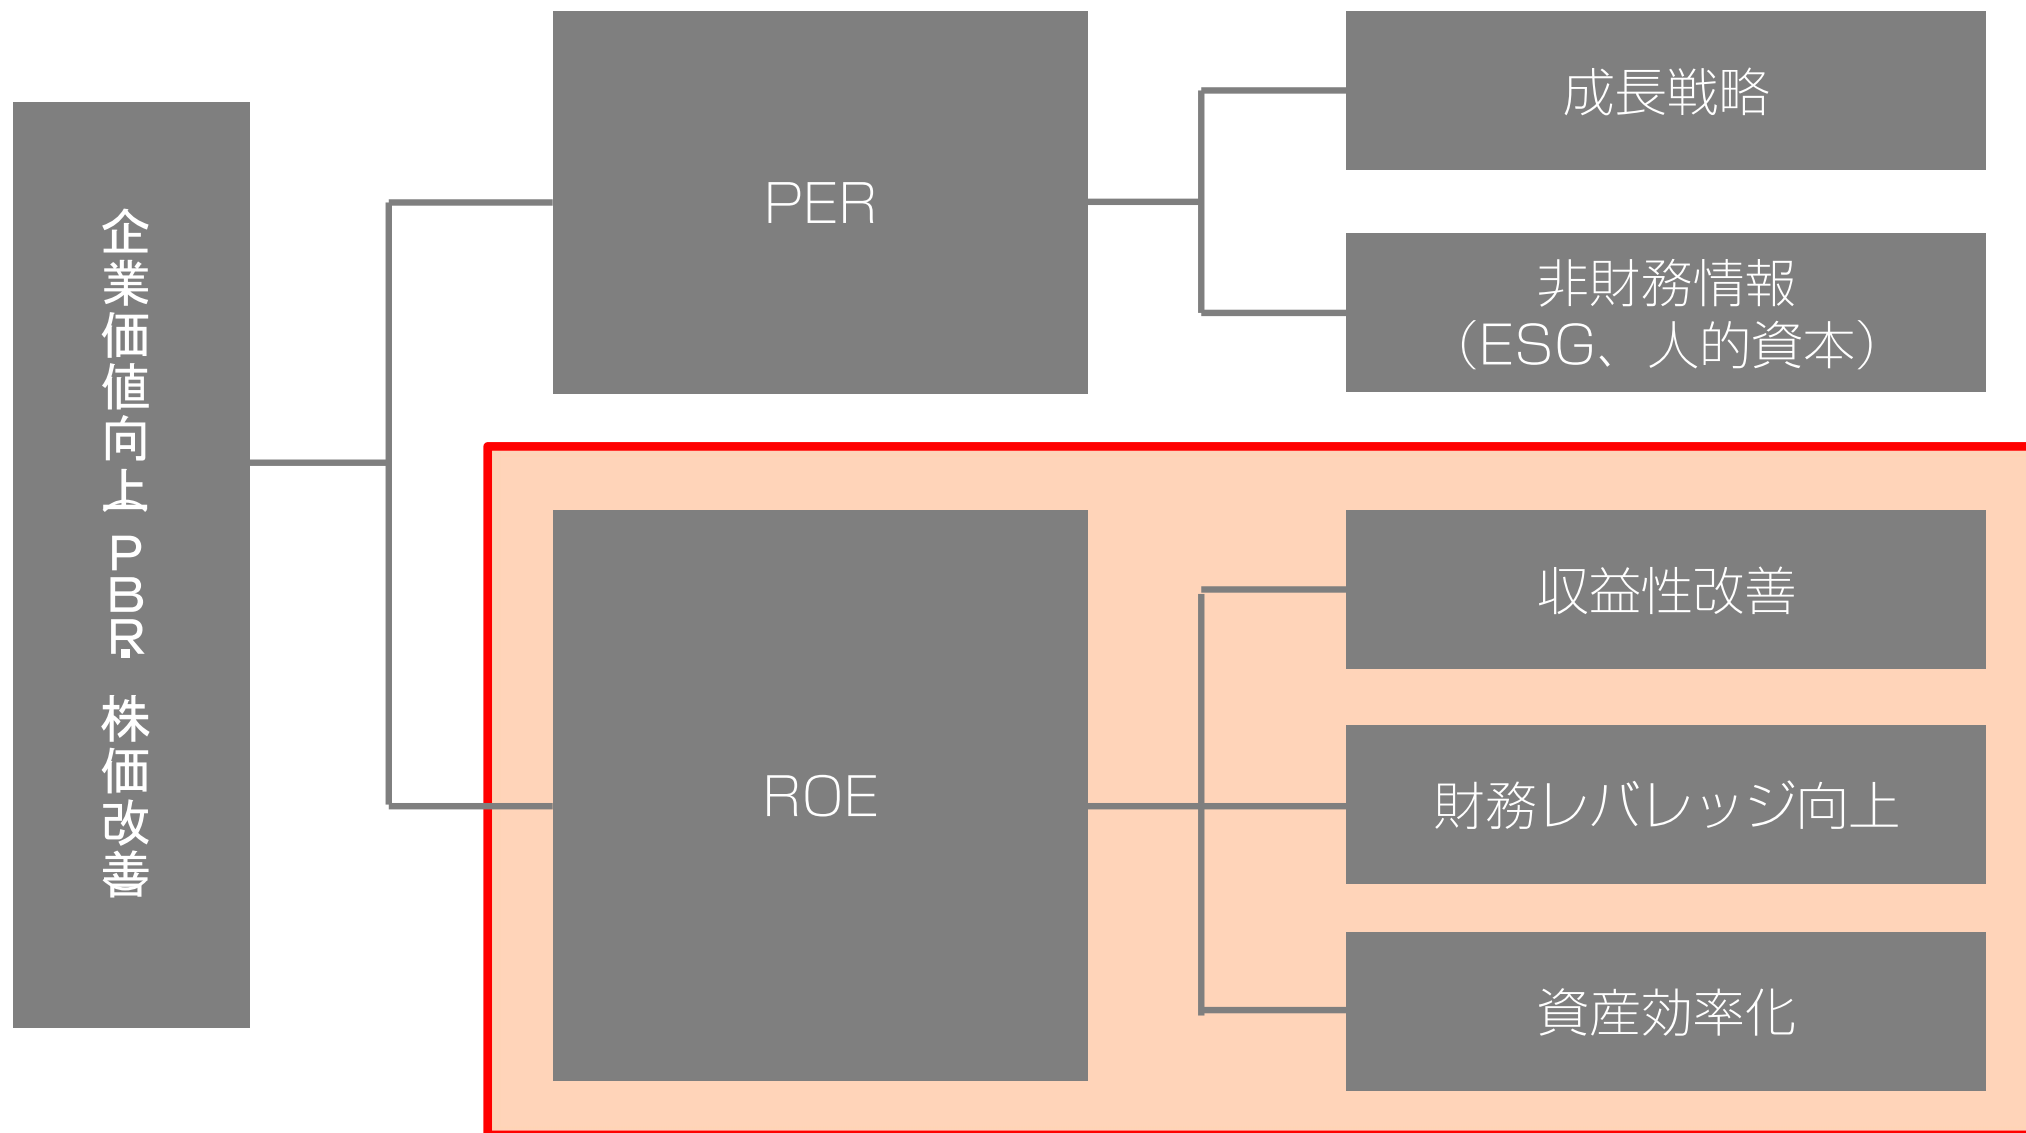 企業価値向上（PBR・株価改善）
PER
成長戦略
非財務情報
（ESG、人的資本）
ROE
収益性改善
財務レバレッジ向上
資産効率化